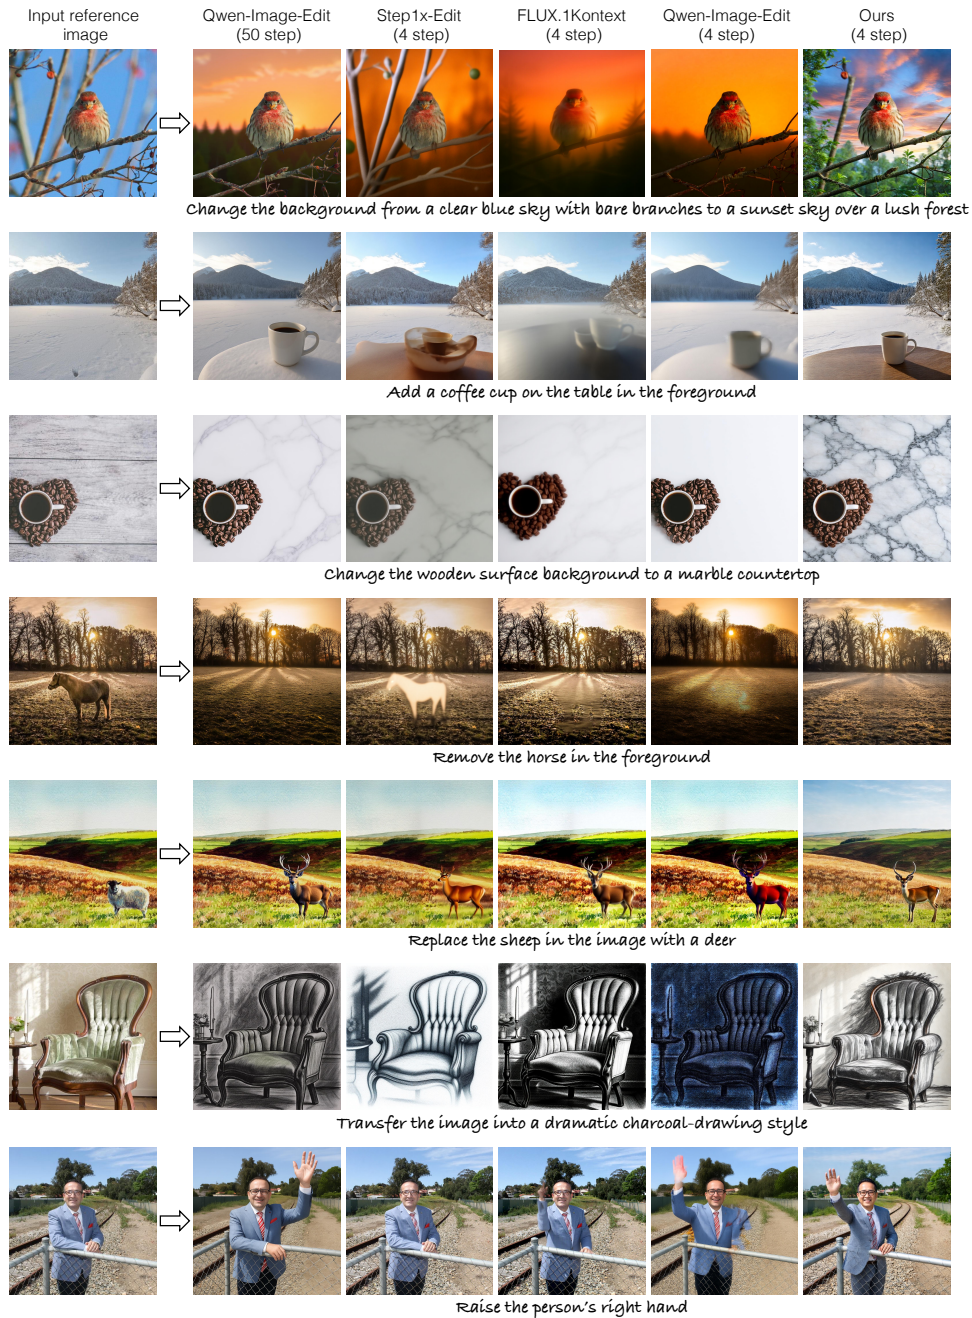 Input reference image
Qwen-Image-Edit (50 step)
Step1x-Edit (4 step)
FLUX.1Kontext (4 step)
Qwen-Image-Edit (4 step)
Ours (4 step)
Change the background from a clear blue sky with bare branches to a sunset sky over a lush forest
Add a coffee cup on the table in the foreground
Change the wooden surface background to a marble countertop
Remove the horse in the foreground
Replace the sheep in the image with a deer
Transfer the image into a dramatic charcoal-drawing style
Raise the person's right hand